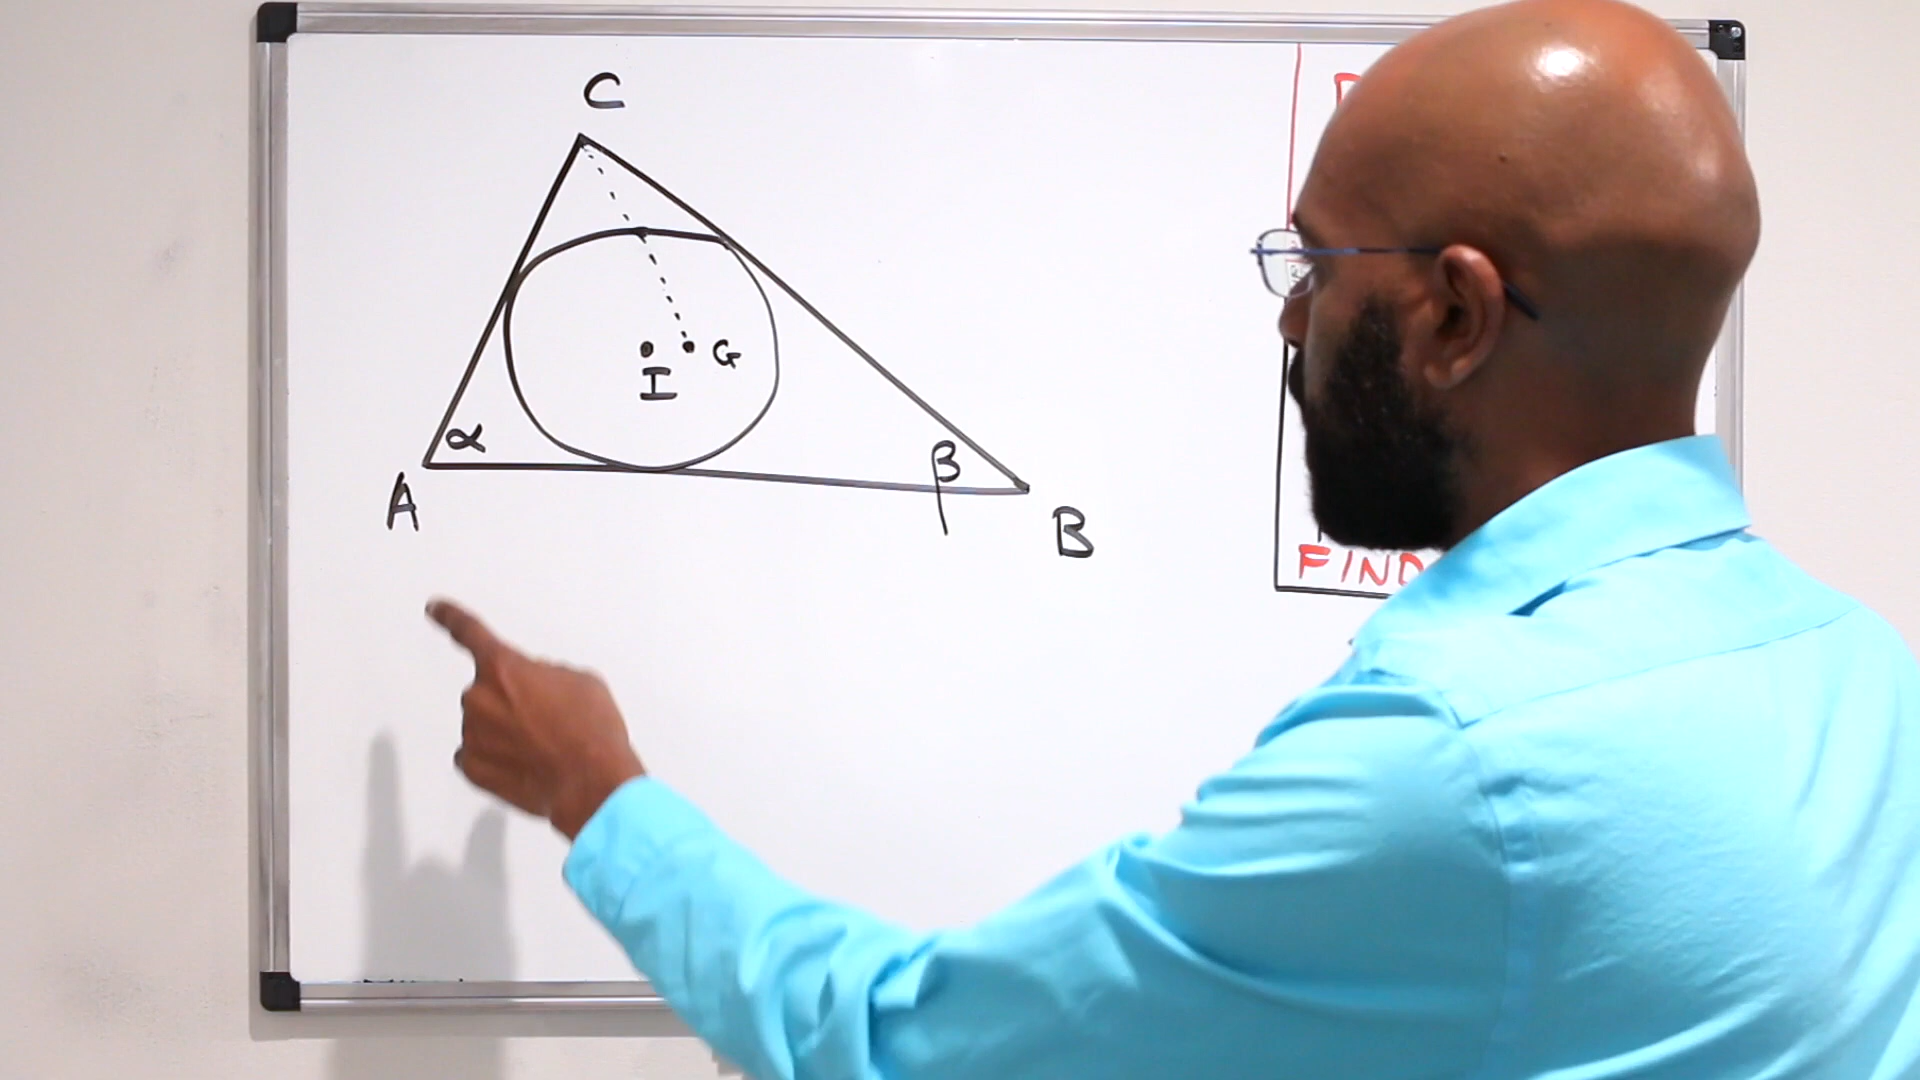 C
I G
α β
A B
FIND